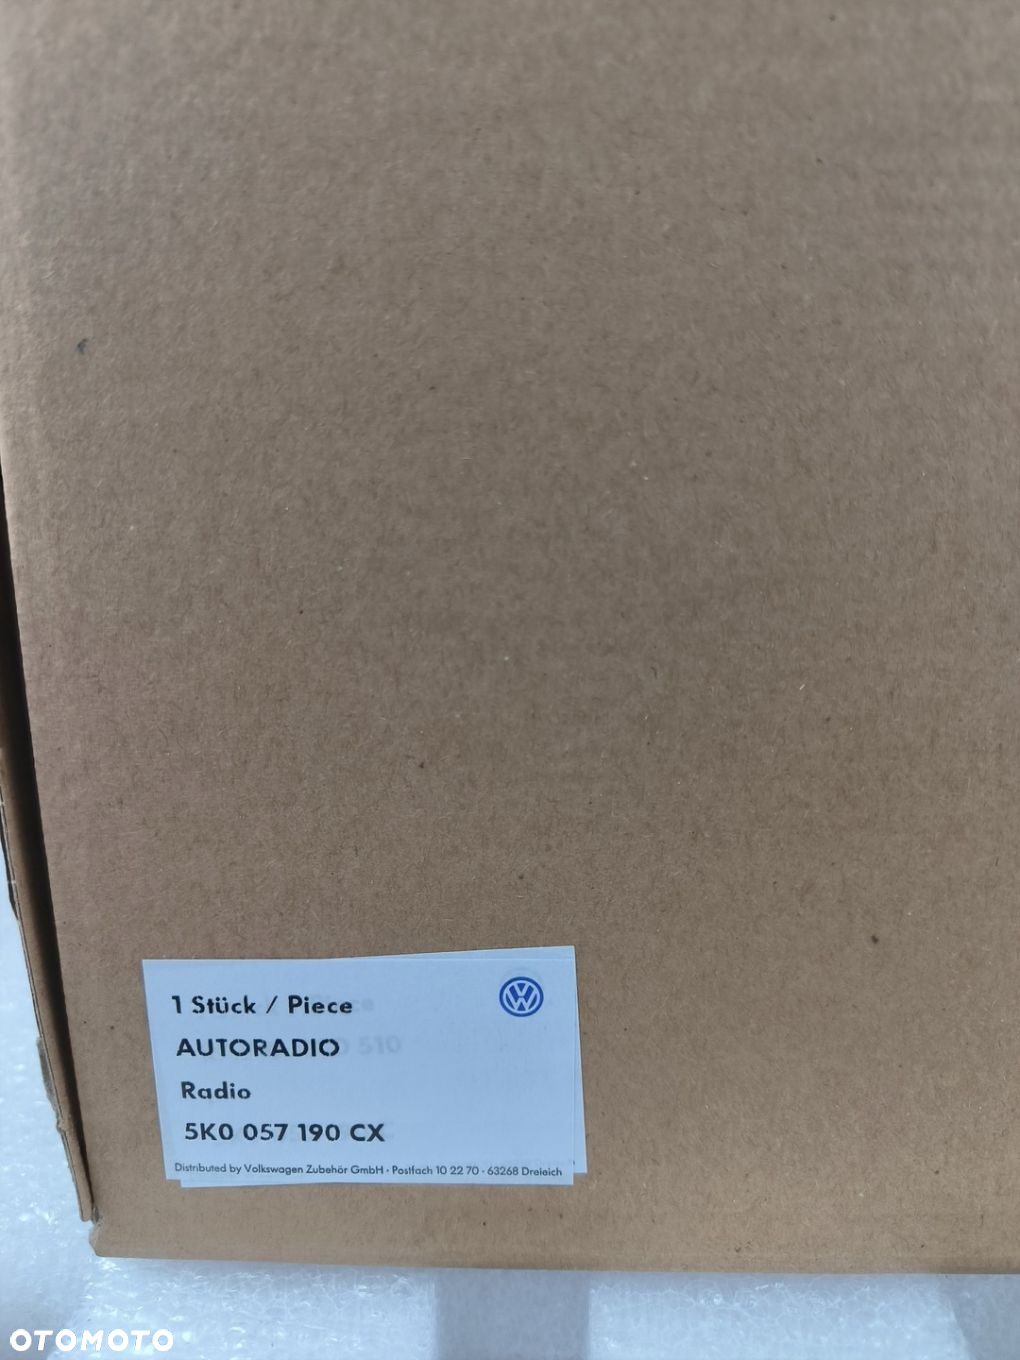 1 Stück / Piece
AUTORADIO
Radio
5K0 057 190 CX
Distributed by Volkswagen Zubehör GmbH · Postfach 10 22 70 · 63268 Dreieich
OTOMOTO